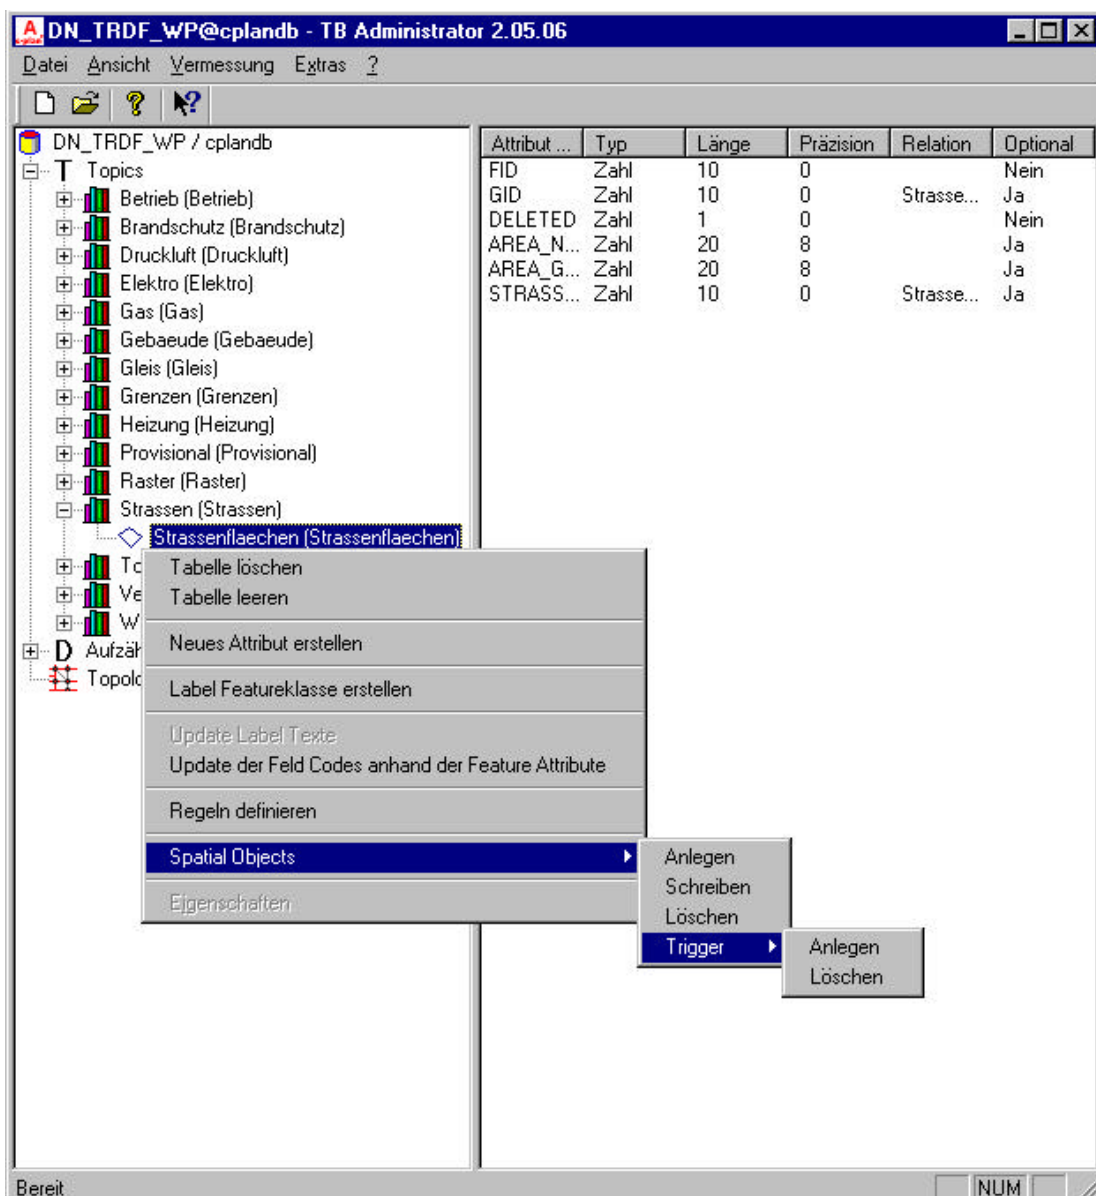 DN_TRDF_WP@cplandb - TB Administrator 2.05.06
Datei Ansicht Vermessung Extras ?
DN_TRDF_WP / cplandb
T Topics
Betrieb (Betrieb)
Brandschutz (Brandschutz)
Druckluft (Druckluft)
Elektro (Elektro)
Gas (Gas)
Gebaeude (Gebaeude)
Gleis (Gleis)
Grenzen (Grenzen)
Heizung (Heizung)
Provisional (Provisional)
Raster (Raster)
Strassen (Strassen)
Strassenflaechen (Strassenflaechen)
To
Ve
W
D Aufzäh
Topolo
Attribut ... Typ Länge Präzision Relation Optional
FID Zahl 10 0 Nein
GID Zahl 10 0 Strasse... Ja
DELETED Zahl 1 0 Nein
AREA_N... Zahl 20 8 Ja
AREA_G... Zahl 20 8 Ja
STRASS... Zahl 10 0 Strasse... Ja
Tabelle löschen
Tabelle leeren
Neues Attribut erstellen
Label Featureklasse erstellen
Update Label Texte
Update der Feld Codes anhand der Feature Attribute
Regeln definieren
Spatial Objects
Eigenschaften
Anlegen
Schreiben
Löschen
Trigger
Anlegen
Löschen
Bereit NUM